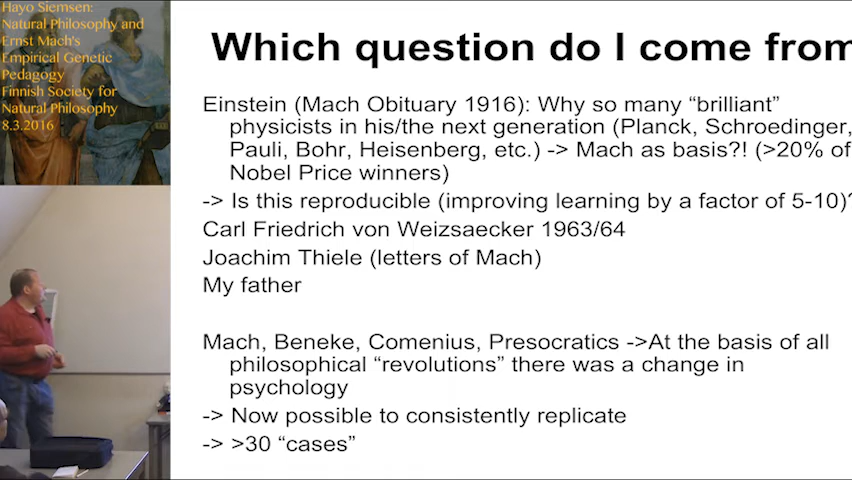 Hayo Siemsen:
Natural Philosophy and
Ernst Mach's
Empirical Genetic
Pedagogy
Finnish Society for
Natural Philosophy
8.3.2016
Which question do I come from
Einstein (Mach Obituary 1916): Why so many “brilliant”
physicists in his/the next generation (Planck, Schroedinger,
Pauli, Bohr, Heisenberg, etc.) -> Mach as basis?! (>20% of
Nobel Price winners)
-> Is this reproducible (improving learning by a factor of 5-10)?
Carl Friedrich von Weizsaecker 1963/64
Joachim Thiele (letters of Mach)
My father
Mach, Beneke, Comenius, Presocratics ->At the basis of all
philosophical “revolutions” there was a change in
psychology
-> Now possible to consistently replicate
-> >30 “cases”